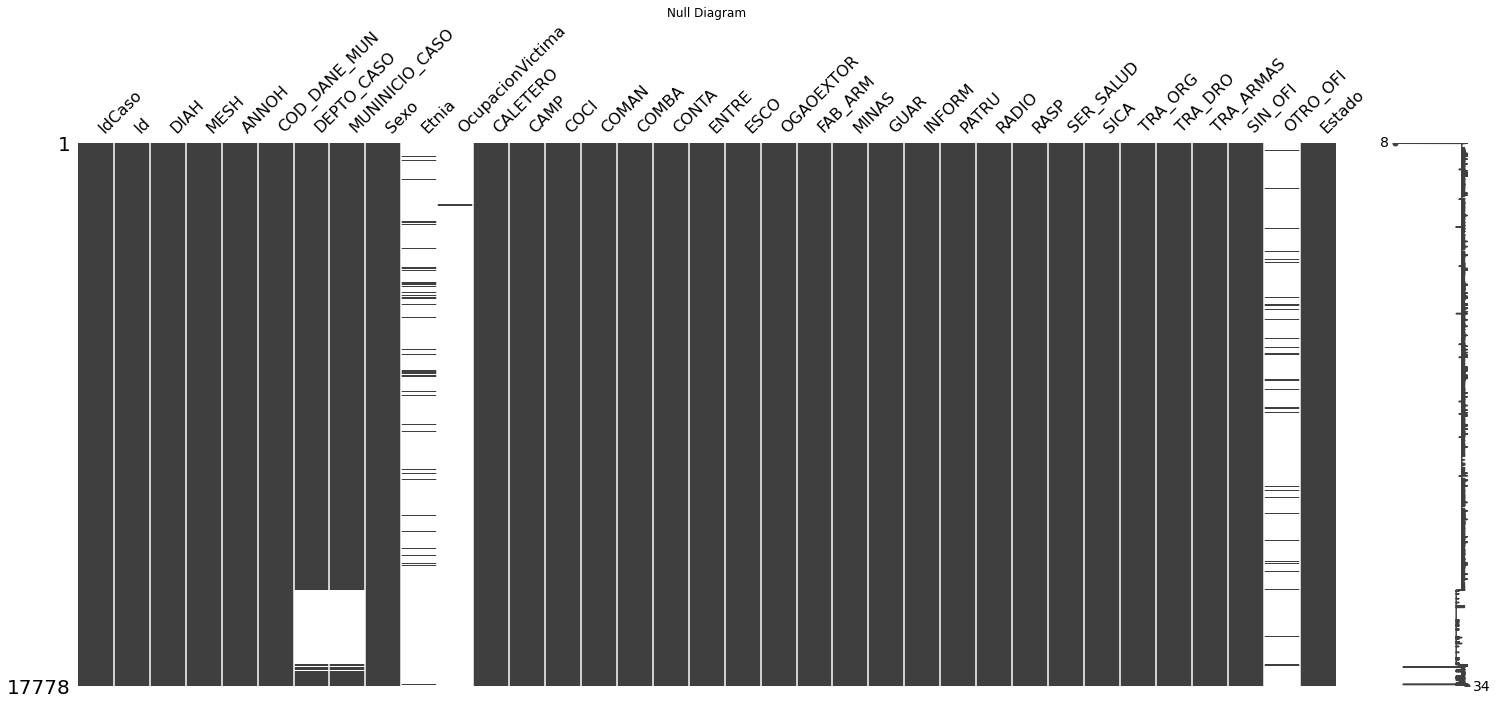 Null Diagram
IdCaso
Id
DIAH
MESH
ANNOH
COD_DANE_MUN
DEPTO_CASO
MUNINICIO_CASO
Sexo
Etnia
OcupacionVictima
CALETERO
CAMP
COCI
COMAN
COMBA
CONTA
ENTRE
ESCO
OGAOEXTOR
FAB_ARM
MINAS
GUAR
INFORM
PATRU
RADIO
RASP
SER_SALUD
SICA
TRA_ORG
TRA_DRO
TRA_ARMAS
SIN_OFI
OTRO_OFI
Estado
1
8
17778
34